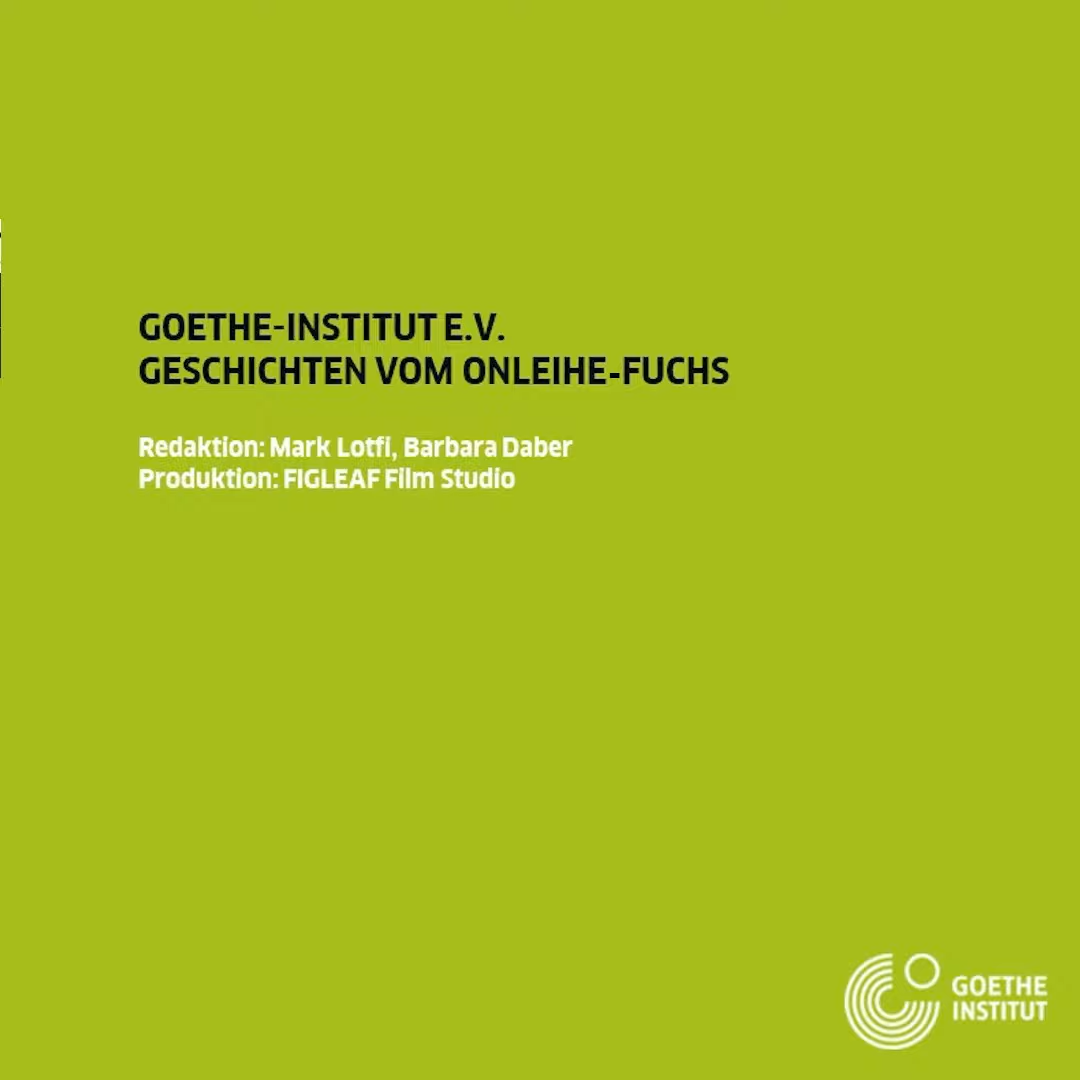 GOETHE-INSTITUT E.V.
GESCHICHTEN VOM ONLEIHE-FUCHS
Redaktion: Mark Lotfi, Barbara Daber
Produktion: FIGLEAF Film Studio
GOETHE
INSTITUT